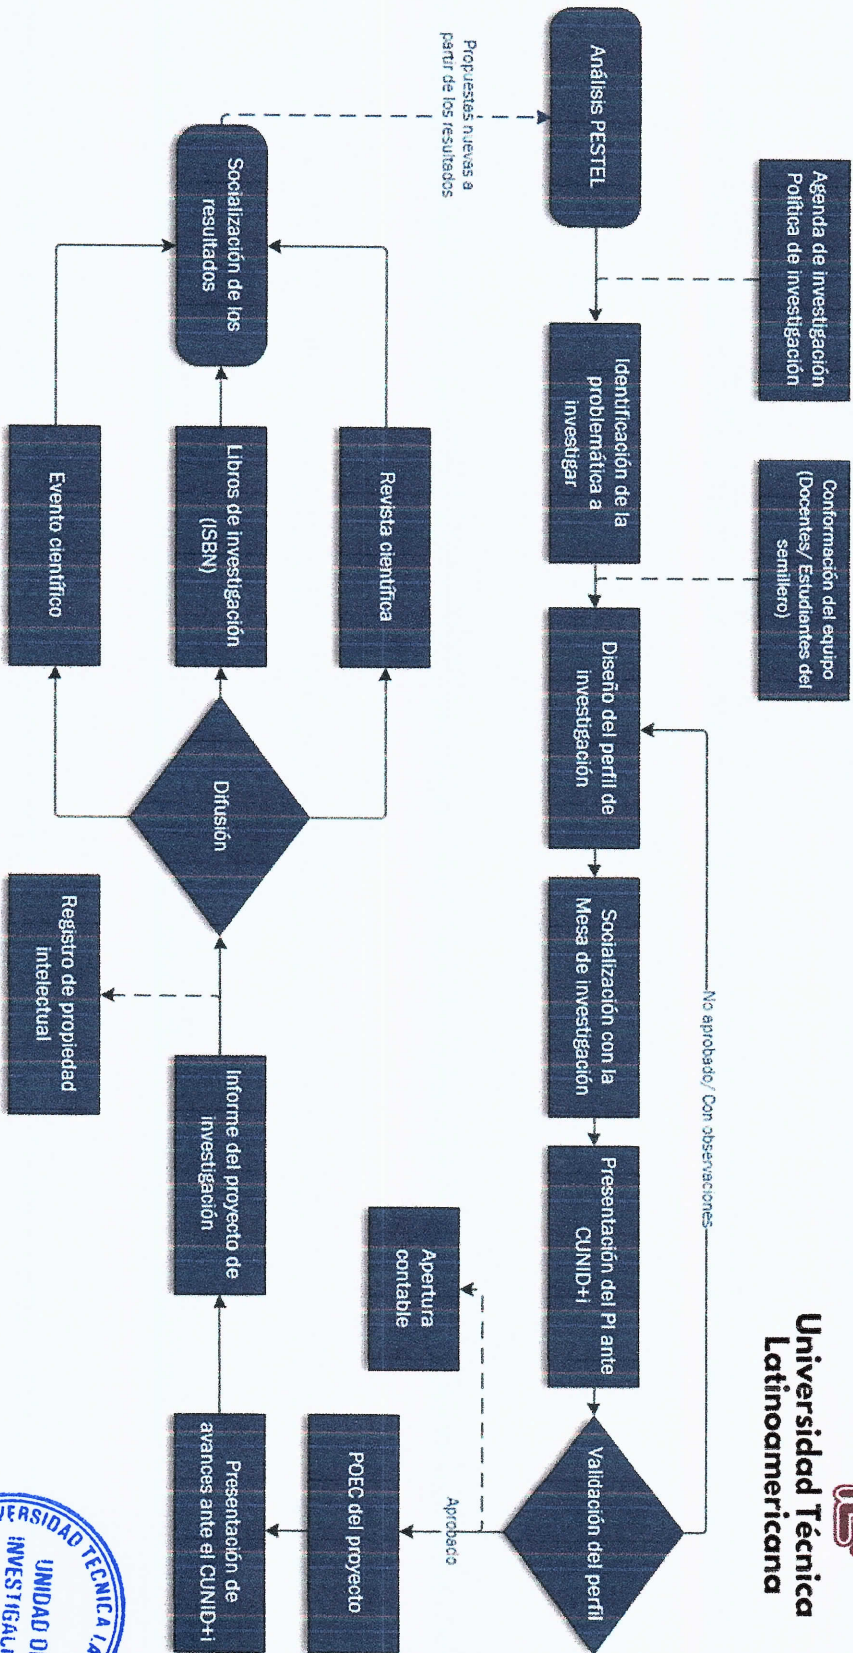 Universidad Técnica
Latinoamericana
Agenda de investigación
Política de investigación
Conformación del equipo
(Docentes/ Estudiantes del
semillero)
Análisis PESTEL
Identificación de la
problemática a
investigar
Diseño del perfil de
investigación
Socialización con la
Mesa de investigación
Presentación del PI ante
CUNID+i
Validación del perfil
No aprobado/ Con observaciones
Aprobado
Apertura
contable
POEC del proyecto
Presentación de
avances ante el CUNID+i
Informe del proyecto de
investigación
Registro de propiedad
intelectual
Difusión
Revista científica
Libros de investigación
(ISBN)
Evento científico
Socialización de los
resultados
Propuestas nuevas a
partir de los resultados
UNIDAD